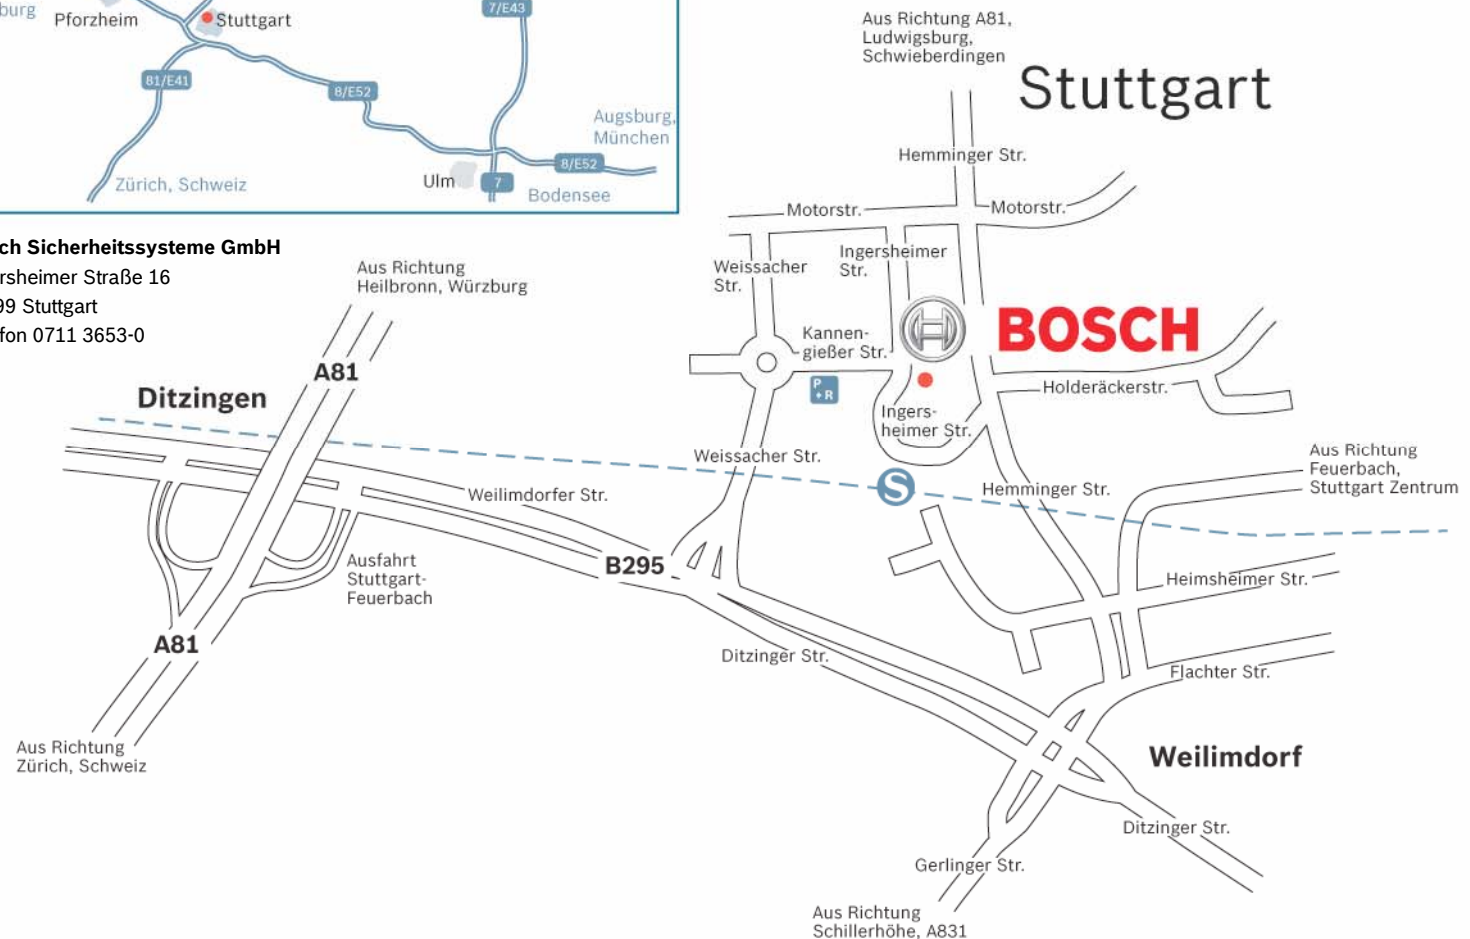 burg
Pforzheim
Stuttgart
7/E43
81/E41
8/E52
Augsburg,
München
8/E52
Ulm
7
Zürich, Schweiz
Bodensee
Aus Richtung A81,
Ludwigsburg,
Schwieberdingen
Stuttgart
Hemminger Str.
Motorstr.
Motorstr.
ch Sicherheitssysteme GmbH
ersheimer Straße 16
99 Stuttgart
fon 0711 3653-0
Aus Richtung
Heilbronn, Würzburg
Weissacher
Str.
Ingersheimer
Str.
Kannen-
gießer Str.
BOSCH
A81
Ditzingen
P
+ R
Holderäckerstr.
Ingers-
heimer Str.
Weissacher Str.
Aus Richtung
Feuerbach,
Stuttgart Zentrum
S
Weilimdorfer Str.
Hemminger Str.
B295
Ausfahrt
Stuttgart-
Feuerbach
Heimsheimer Str.
A81
Ditzinger Str.
Flachter Str.
Aus Richtung
Zürich, Schweiz
Weilimdorf
Ditzinger Str.
Gerlinger Str.
Aus Richtung
Schillerhöhe, A831